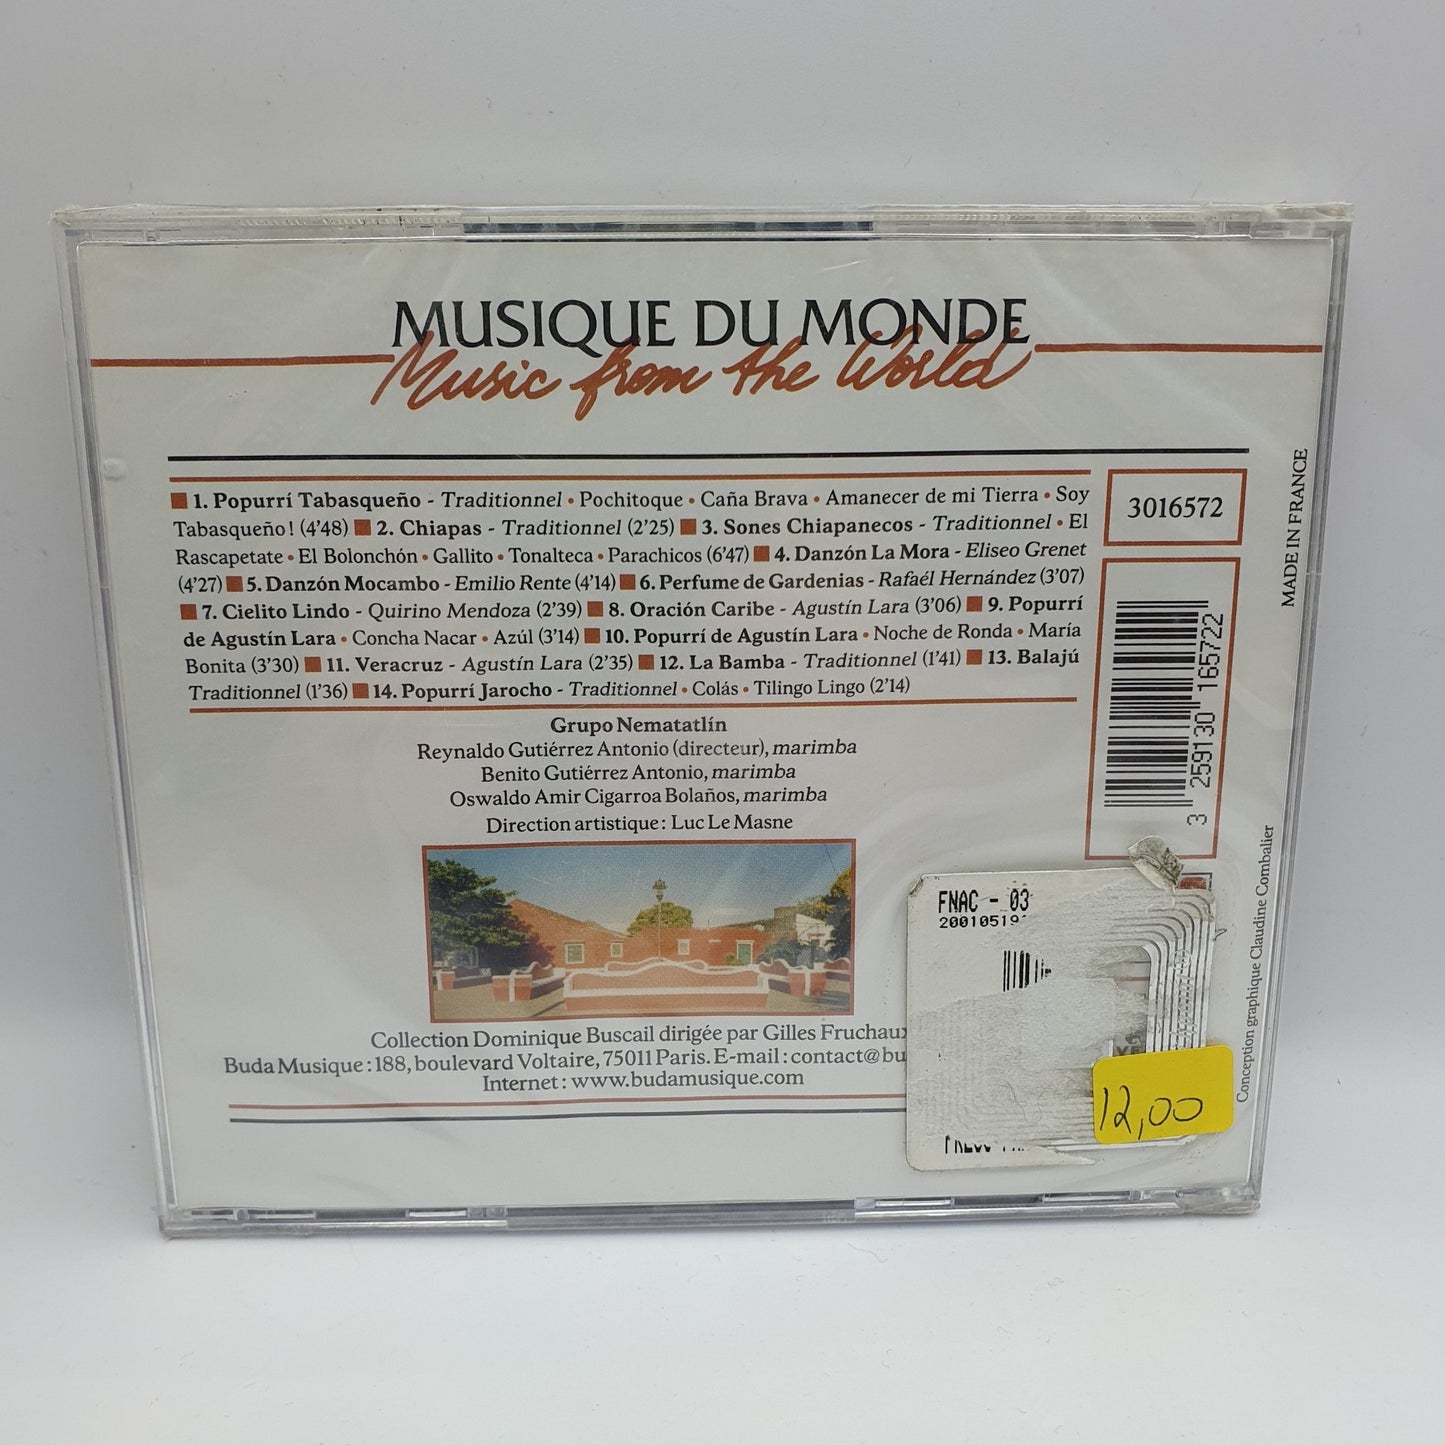 MUSIQUE DU MONDE
Music from the World
1. Popurrí Tabasqueño - Traditionnel • Pochitoque • Caña Brava • Amanecer de mi Tierra • Soy
Tabasqueño! (4’48) 2. Chiapas - Traditionnel (2’25) 3. Sones Chiapanecos - Traditionnel • El
Rascapetate • El Bolonchón • Gallito • Tonalteca • Parachicos (6’47) 4. Danzón La Mora - Eliseo Grenet
(4’27) 5. Danzón Mocambo - Emilio Rente (4’14) 6. Perfume de Gardenias - Rafaél Hernández (3’07)
7. Cielito Lindo - Quirino Mendoza (2’39) 8. Oración Caribe - Agustín Lara (3’06) 9. Popurrí
de Agustín Lara • Concha Nacar • Azúl (3’14) 10. Popurrí de Agustín Lara • Noche de Ronda • María
Bonita (3’30) 11. Veracruz - Agustín Lara (2’35) 12. La Bamba - Traditionnel (1’41) 13. Balajú
Traditionnel (1’36) 14. Popurrí Jarocho - Traditionnel • Colás • Tilingo Lingo (2’14)
Grupo Nematatlín
Reynaldo Gutiérrez Antonio (directeur), marimba
Benito Gutiérrez Antonio, marimba
Oswaldo Amir Cigarroa Bolaños, marimba
Direction artistique : Luc Le Masne
Collection Dominique Buscail dirigée par Gilles Fruchaux
Buda Musique : 188, boulevard Voltaire, 75011 Paris. E-mail : contact@bu
Internet : www.budamusique.com
3016572
MADE IN FRANCE
3 259130 165722
Conception graphique Claudine Combalier
FNAC - 03
20010519
12,00